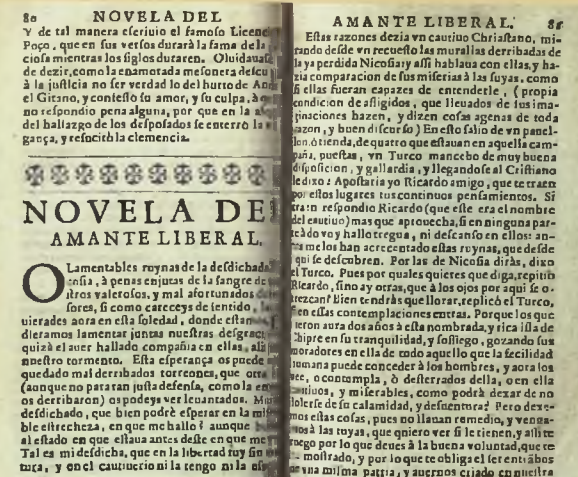 80 NOVELA DEL
Y de tal manera escriuio el famoso Licenc
Poço, que en sus versos durarà la fama de la
ciosa mientras los siglos duraren. Oluidauas
de dezir, como la enamorada mesonera descu
à la justicia no ser verdad lo del hurto de And
el Gitano, y confessò su amor, y su culpa, à
no respondio pena alguna, por que en la a
del hallazgo de los desposados se enterrò la
gança, y resucitò la clemencia.
NOVELA DE
AMANTE LIBERAL.
O Lamentables ruynas de la desdichada
cosia, à penas enjutas de la sangre de
stros valerosos, y mal afortunados
sores, si como careceys de sentido,
uierades aora en esta soledad, donde estan
dieramos lamentar juntas nuestras desgrac
quizà el auer hallado compañia en ellas, ali
nuestro tormento. Esta esperança os puede
quedado mal derribados torreones, que otra
(aunque no para tan justa defensa, como la en
os derribaron) os podeys ver leuantados. Mas
desdichado, que bien podrè esperar en la mise
ble estrecheza, en que me hallo? aunque
al estado en que estaua antes deste en que me
Tal es mi desdicha, que en la libertad fuy sin
tura, y en el cautiuerio ni la tengo ni la
AMANTE LIBERAL. 81
Estas razones dezia vn cautiuo Christiano, mi-
rando desde vn recuesto las murallas derribadas de
la ya perdida Nicosia: y assi hablaua con ellas, y ha-
zia comparacion de sus miserias à las suyas, como
si ellas fueran capazes de entenderle, (propia
condicion de afligidos, que lleuados de sus ima-
ginaciones hazen, y dizen cosas agenas de toda
razon, y buen discurso) En esto salio de vn panel-
lon, ò tienda, de quatro que estauan en aquella cam-
paña, puestas, vn Turco mancebo de muy buena
disposicion, y gallardia, y llegandose al Cristiano
le dixo: Apostaria yo Ricardo amigo, que te traen
por estos lugares tus continuos pensamientos. Si
traen respondio Ricardo (que este era el nombre
del cautiuo) mas que aprouecha, si en ninguna par-
te à do voy hallo tregua, ni descanso en ellos: an-
tes me los han acrecentado estas ruynas, que desde
aqui se descubren. Por las de Nicosia diràs, dixo
el Turco. Pues por quales quieres que diga, repitio
Ricardo, sino ay otras, que à los ojos por aqui se o-
frezcan? Bien tendràs que llorar, replicò el Turco,
si en essas contemplaciones entras. Porque los que
vieron aura dos años à esta nombrada, y rica isla de
Chipre en su tranquilidad, y sossiego, gozando sus
moradores en ella de todo aquello que la felicidad
humana puede conceder à los hombres, y aora los
vee, o contempla, ò desterrados della, o en ella
cautiuos, y miserables, como podrà dexar de no
dolerse de su calamidad, y desuentura? Pero dexe-
mos estas cosas, pues no llauan remedio, y venga-
mos à las tuyas, que quiero ver si le tienen, y assi te
ruego por lo que deues à la buena voluntad, que te
mostrado, y por lo que te obliga el ser entrābos
de vna misma patria, y auernos criado en nuestra